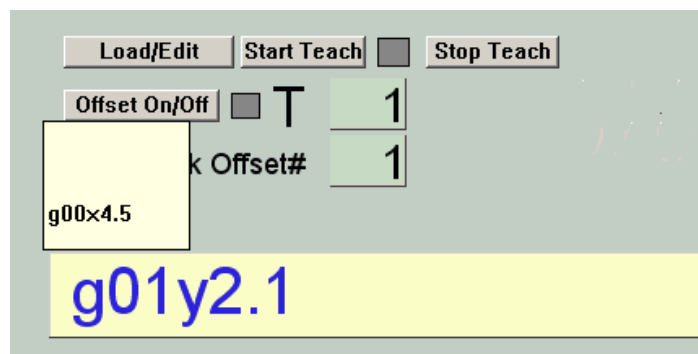 Load/Edit Start Teach Stop Teach
Offset On/Off T 1
k Offset# 1
g00x4.5
g01y2.1